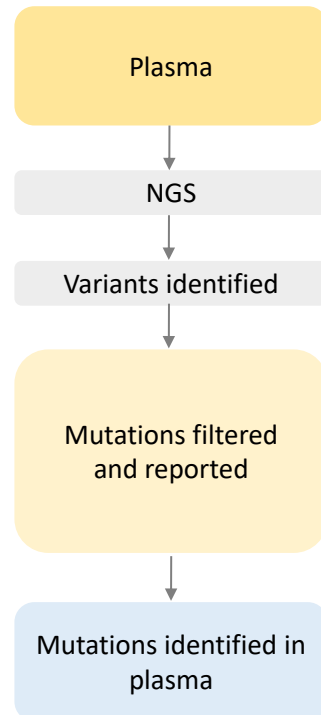 Plasma
NGS
Variants identified
Mutations filtered
and reported
Mutations identified in
plasma